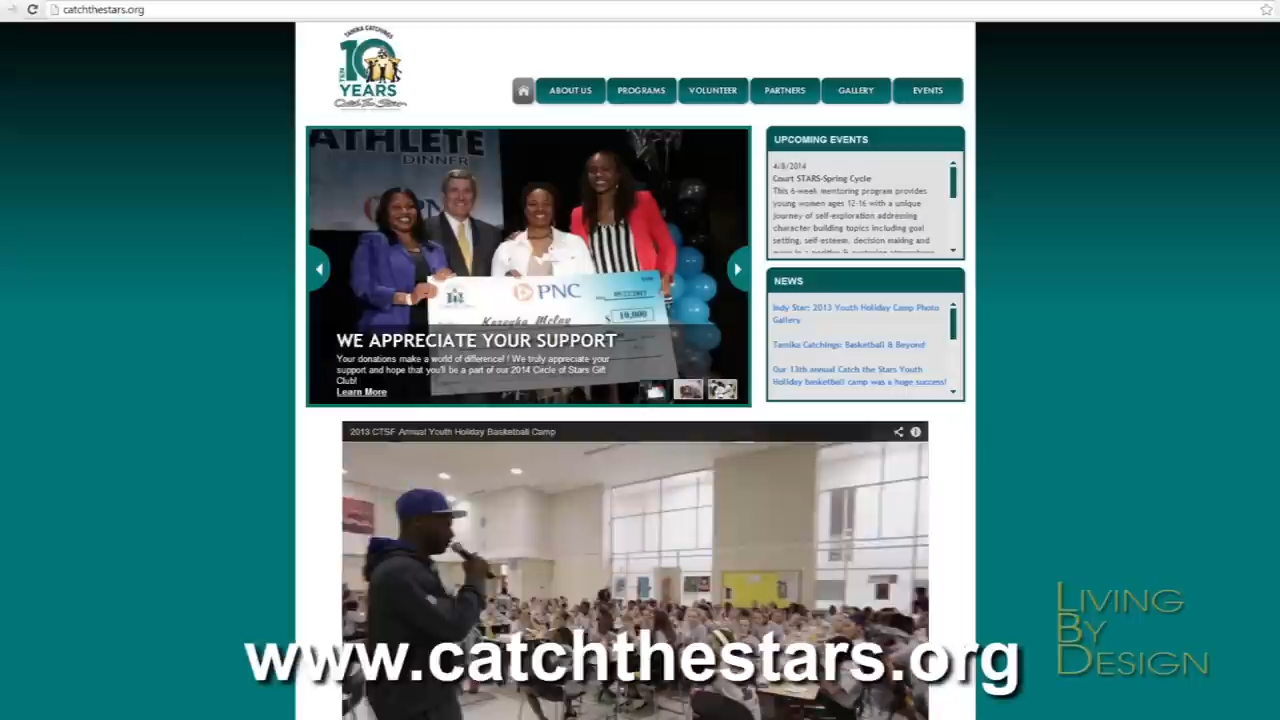 catchthestars.org
TAMIKA CATCHINGS
TEN
10
YEARS
Catch The Stars
ABOUT US
PROGRAMS
VOLUNTEER
PARTNERS
GALLERY
EVENTS
ATHLETE
DINNER
PNC
$ 10,000
WE APPRECIATE YOUR SUPPORT
Your donations make a world of difference! We truly appreciate your
support and hope that you'll be a part of our 2014 Circle of Stars Gift
Club!
Learn More
UPCOMING EVENTS
4/8/2014
Court STARS-Spring Cycle
This 6-week mentoring program provides
young women ages 12-16 with a unique
journey of self-exploration addressing
character building topics including goal
setting, self-esteem, decision making and
NEWS
Indy Star: 2013 Youth Holiday Camp Photo
Gallery
Tamika Catchings: Basketball & Beyond!
Our 13th annual Catch the Stars Youth
Holiday basketball camp was a huge success!
2013 CTSF Annual Youth Holiday Basketball Camp
www.catchthestars.org
LIVING
BY
DESIGN